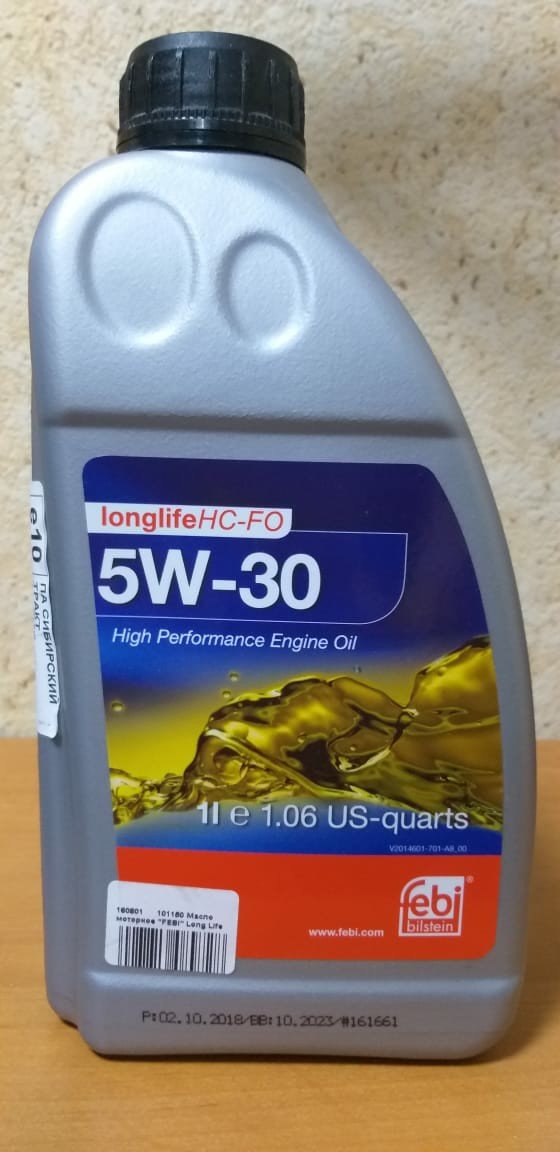 longlifeHC-FO
5W-30
High Performance Engine Oil
1l e 1.06 US-quarts
V2014601-701-A8_00
febi
bilstein
www.febi.com
e10
ПА СИБИРСКИЙ
ТРАКТ
160801 101150 Масло
моторное "FEBI" Long Life
P:02.10.2018/BB:10.2023/#161661